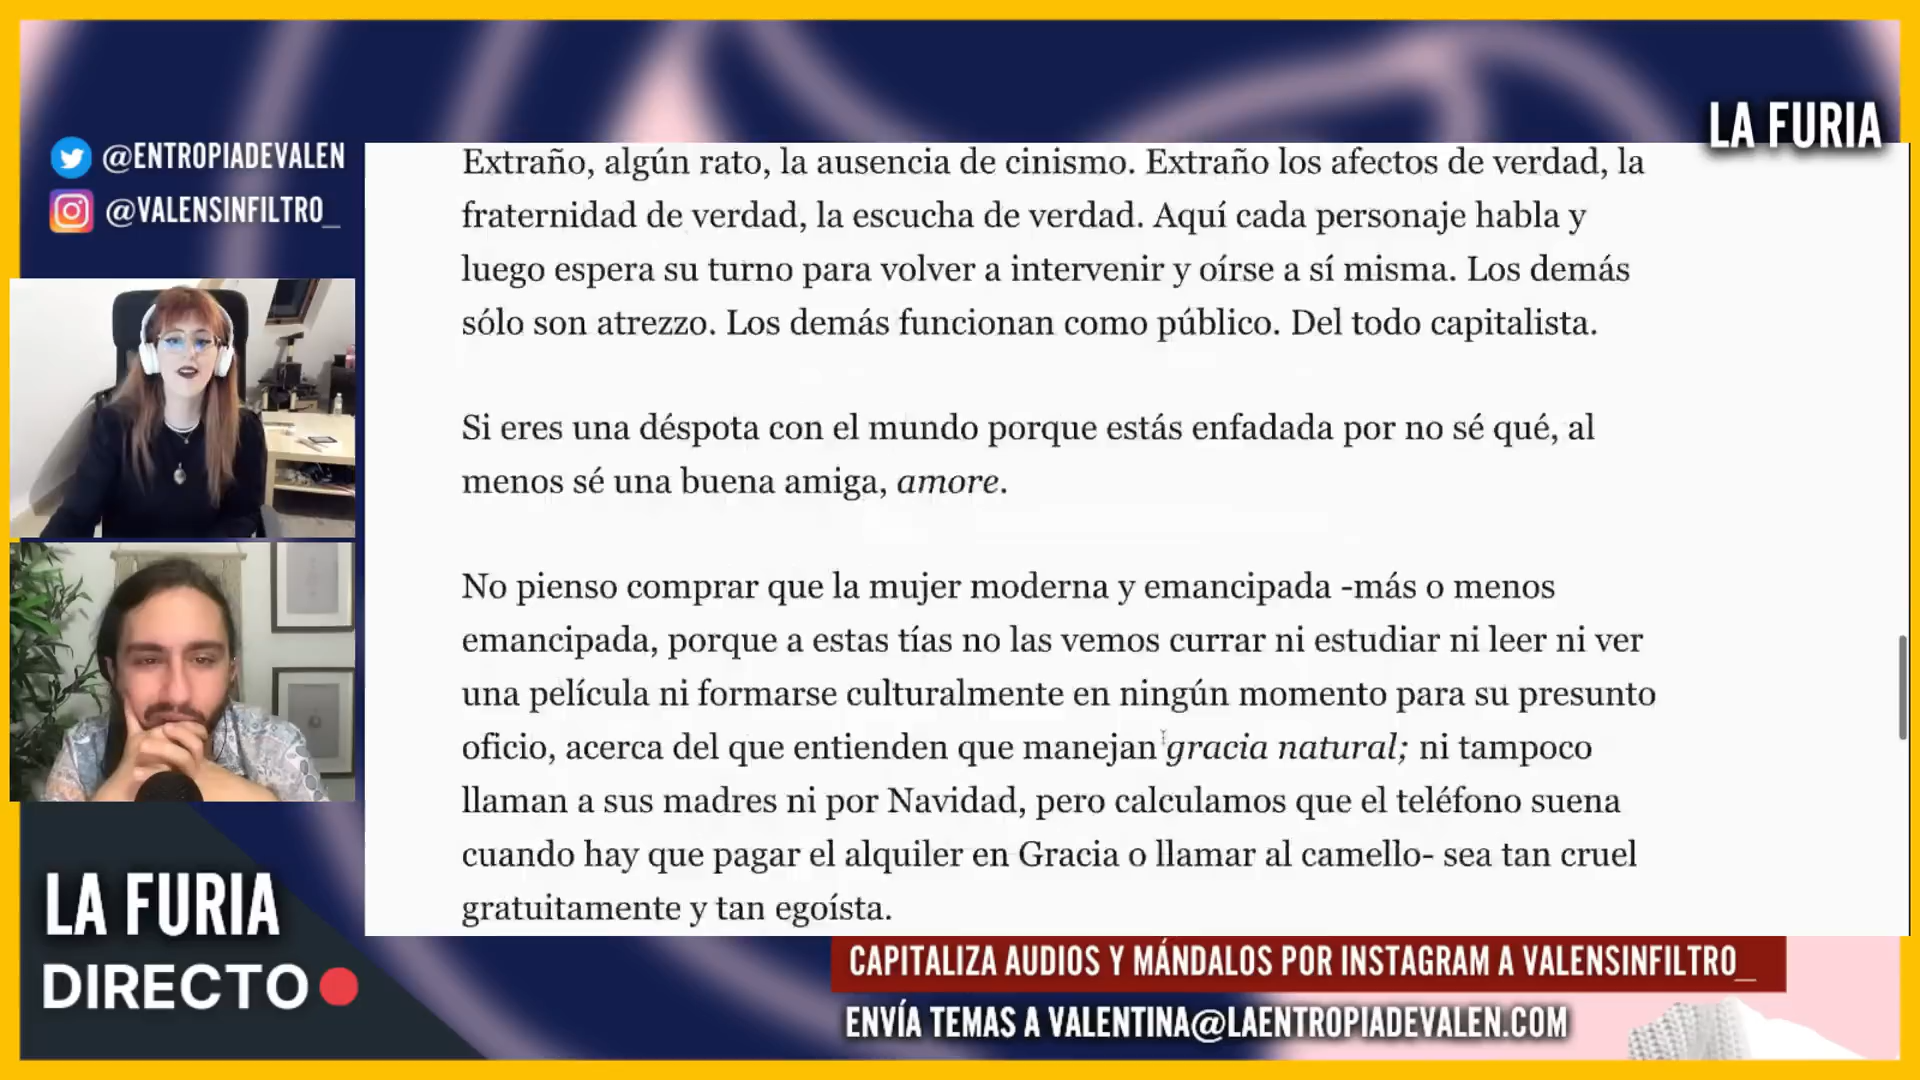 LA FURIA
@ENTROPIADEVALEN
@VALENSINFILTRO_
Extraño, algún rato, la ausencia de cinismo. Extraño los afectos de verdad, la
fraternidad de verdad, la escucha de verdad. Aquí cada personaje habla y
luego espera su turno para volver a intervenir y oírse a sí misma. Los demás
sólo son atrezzo. Los demás funcionan como público. Del todo capitalista.
Si eres una déspota con el mundo porque estás enfadada por no sé qué, al
menos sé una buena amiga, amore.
No pienso comprar que la mujer moderna y emancipada -más o menos
emancipada, porque a estas tías no las vemos currar ni estudiar ni leer ni ver
una película ni formarse culturalmente en ningún momento para su presunto
oficio, acerca del que entienden que manejan gracia natural; ni tampoco
llaman a sus madres ni por Navidad, pero calculamos que el teléfono suena
cuando hay que pagar el alquiler en Gracia o llamar al camello- sea tan cruel
gratuitamente y tan egoísta.
LA FURIA
DIRECTO
CAPITALIZA AUDIOS Y MÁNDALOS POR INSTAGRAM A VALENSINFILTRO_
ENVÍA TEMAS A VALENTINA@LAENTROPIADEVALEN.COM